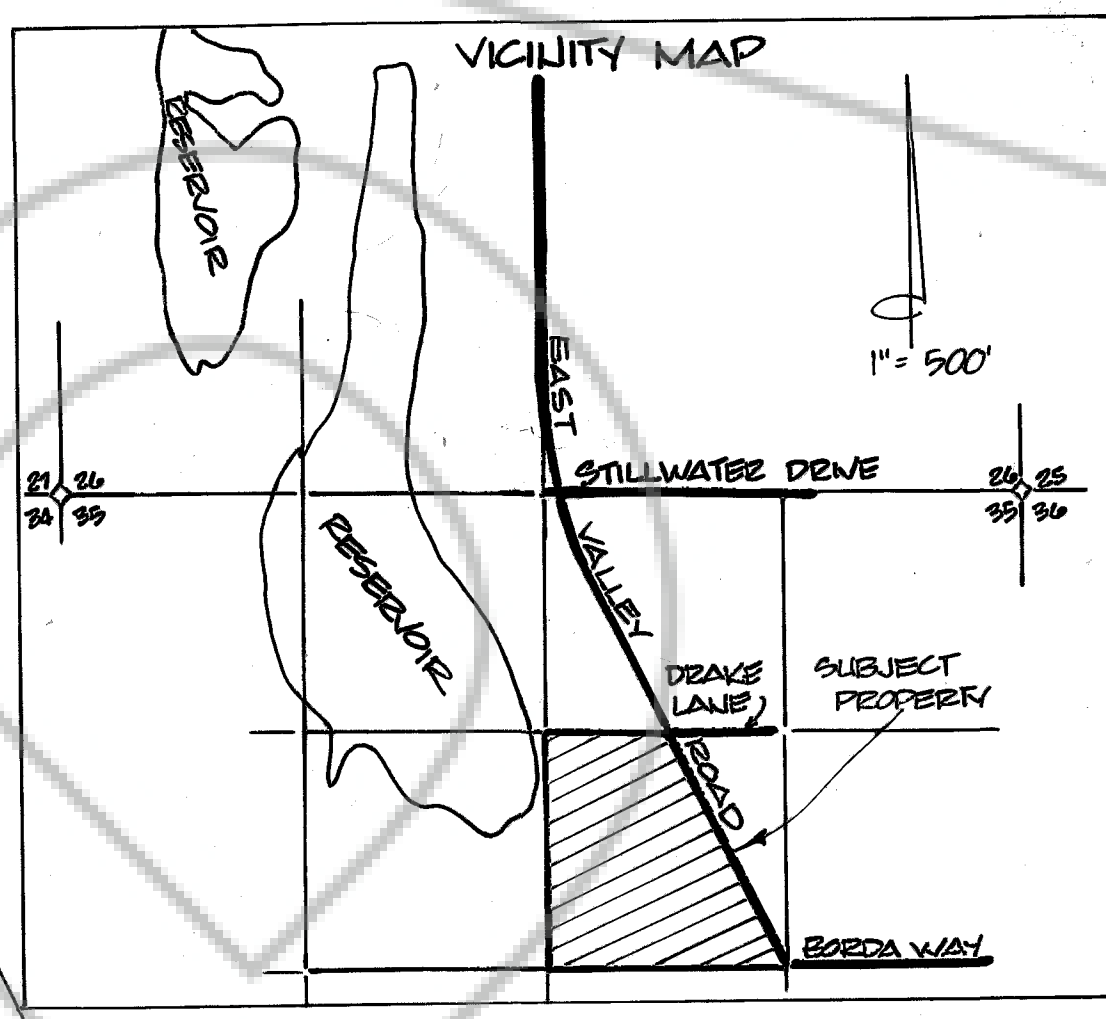 VICINITY MAP
RESERVOIR
1"= 500'
EAST
STILLWATER DRIVE
27 26
34 35
26 25
35 36
RESERVOIR
VALLEY
DRAKE
LANE
SUBJECT
PROPERTY
ROAD
BORDA WAY